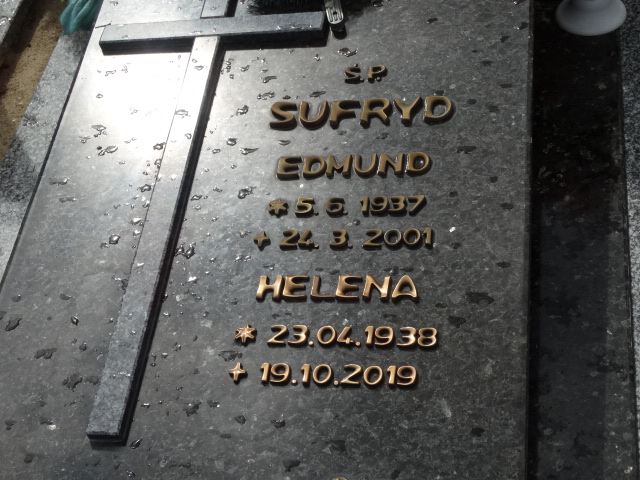 Ś.P.
SUFRYD
EDMUND
* 5. 6. 1937
+ 24. 3. 2001
HELENA
* 23.04.1938
+ 19.10.2019